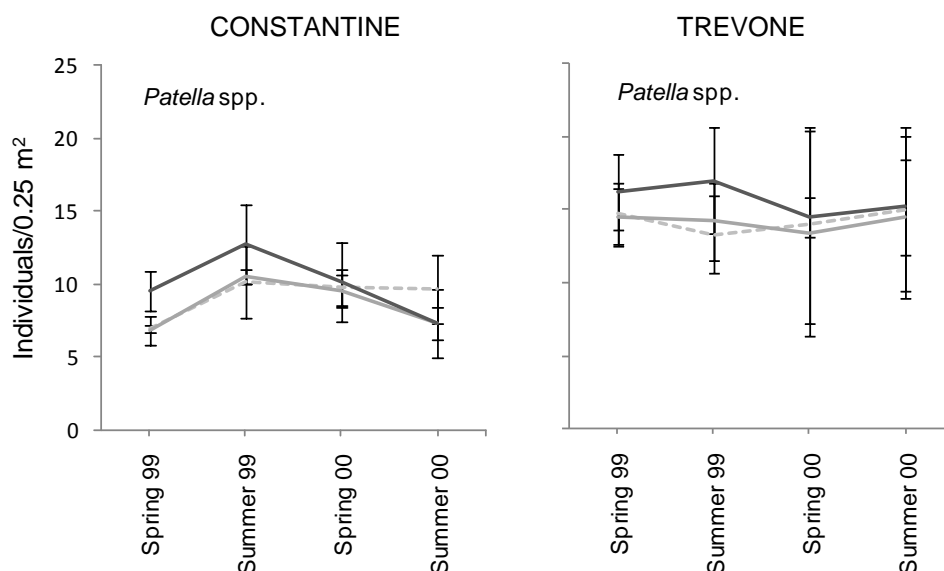 CONSTANTINE
TREVONE
Individuals/0.25 m²
25
20
15
10
5
0
Patella spp.
Patella spp.
Spring 99
Summer 99
Spring 00
Summer 00
Spring 99
Summer 99
Spring 00
Summer 00